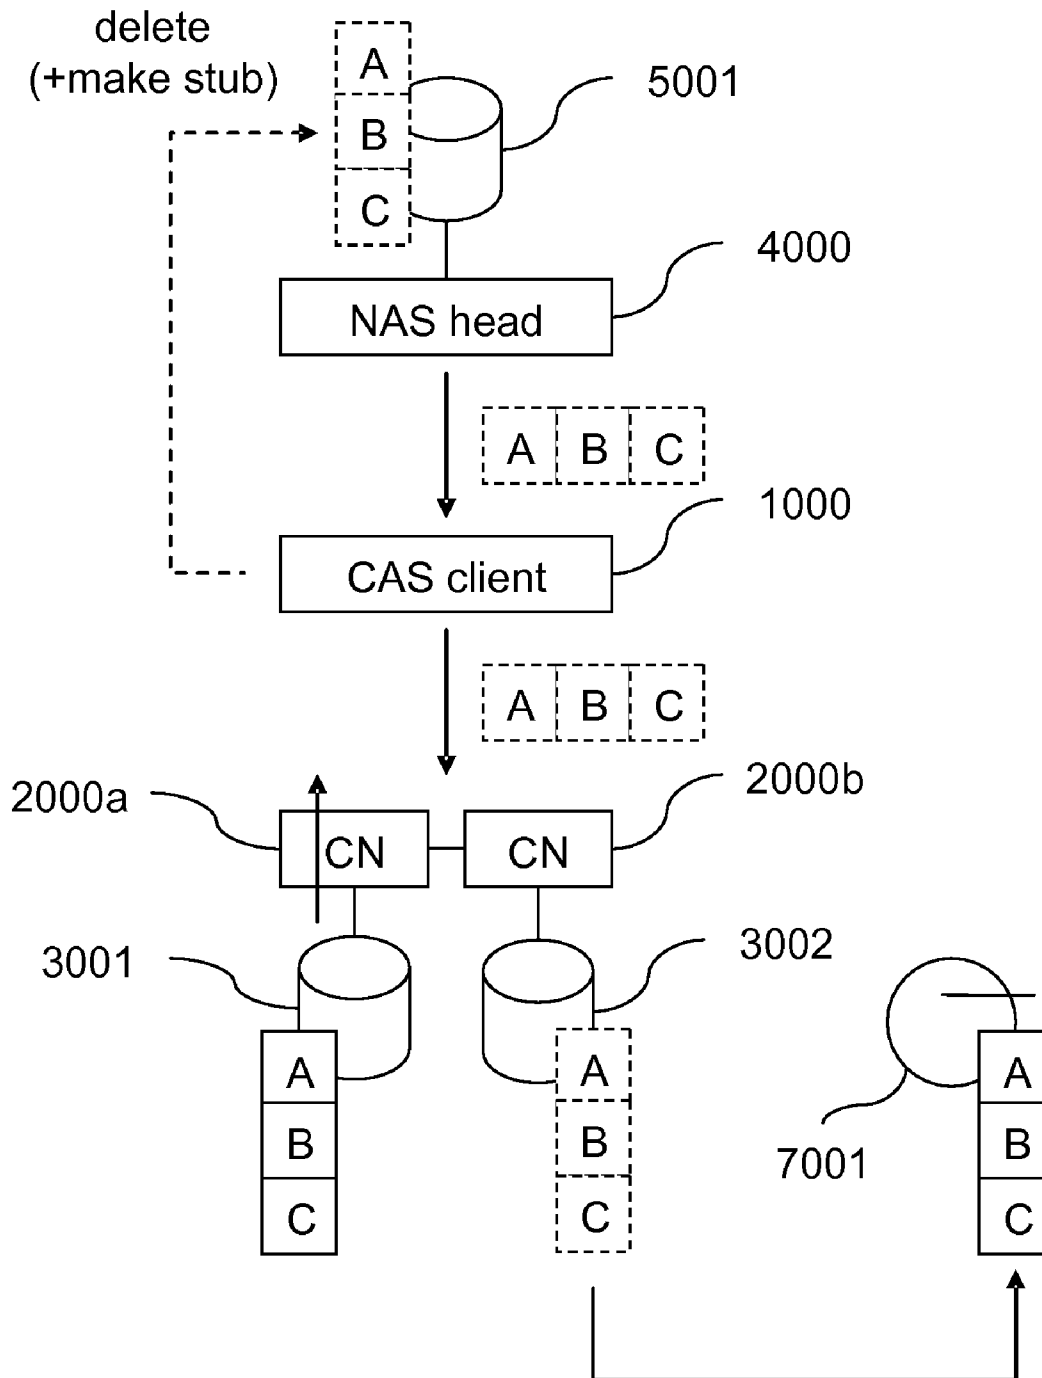 delete
(+make stub)
A
B
C
5001
4000
NAS head
A B C
1000
CAS client
A B C
2000a
2000b
CN
CN
3001
3002
A
B
C
A
B
C
7001
A
B
C